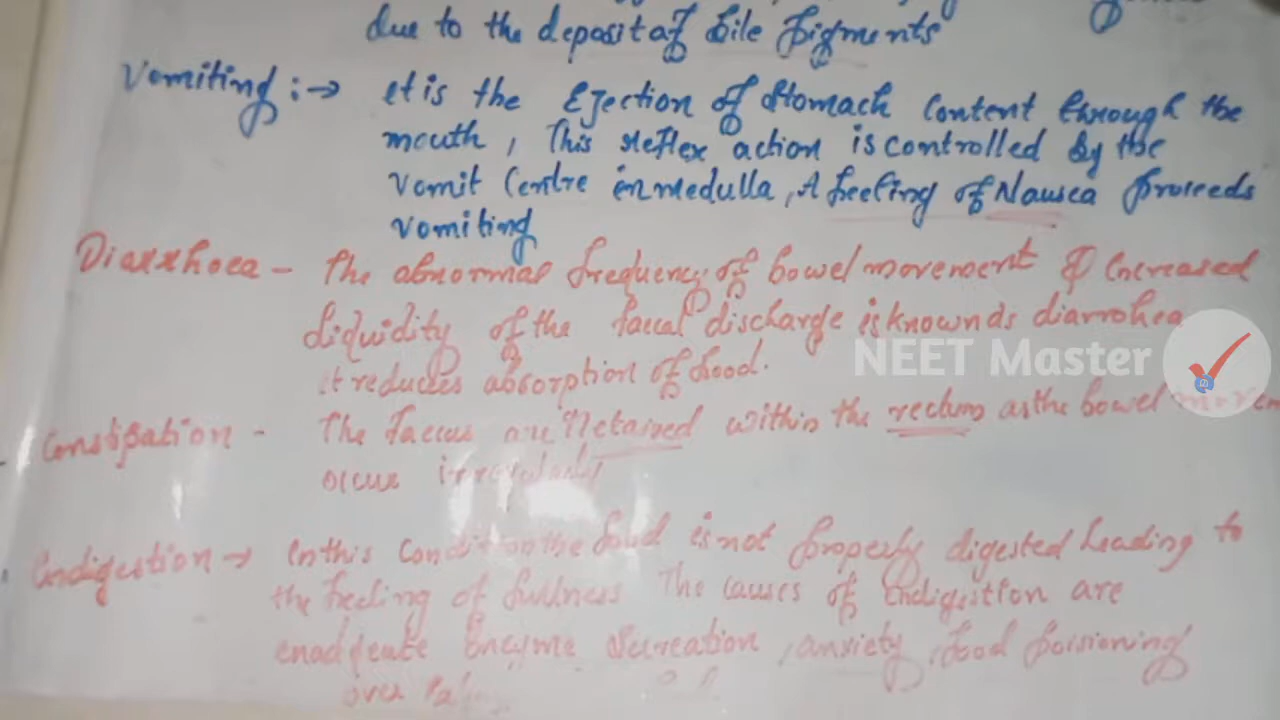 due to the deposit of bile pigments
Vomiting :→ It is the Ejection of stomach content through the
mouth, This reflex action is controlled by the
vomit Centre in medulla, A feeling of Nausea proceeds
vomiting
Diarrhoea - The abnormal frequency of bowel movement & increased
liquidity of the faecal discharge is known as diarrohea
it reduces absorption of food.
Constipation - The faeces are retained within the rectum as the bowel
occur irregularly
Indigestion → In this condition the food is not properly digested leading to
the feeling of fullness The causes of indigestion are
enadqeate Enzyme secreation, anxiety, food poisioning
over
NEET Master